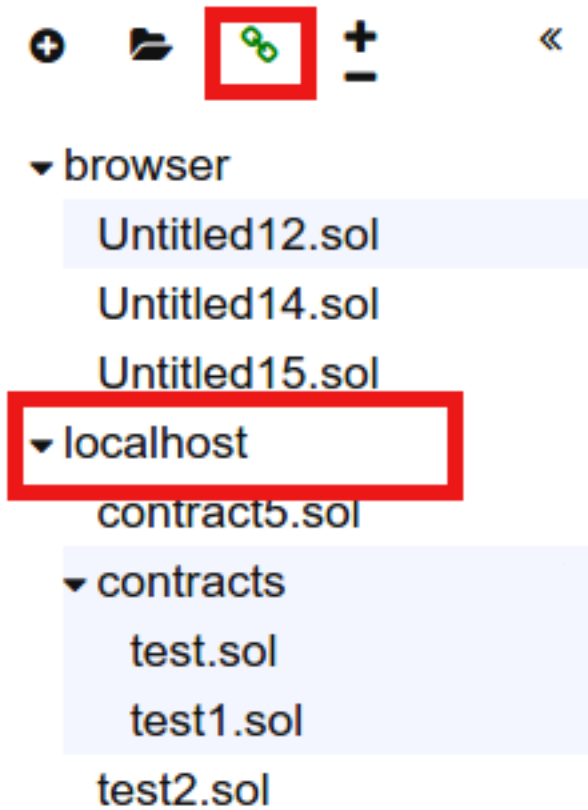 browser
Untitled12.sol
Untitled14.sol
Untitled15.sol
localhost
contract5.sol
contracts
test.sol
test1.sol
test2.sol